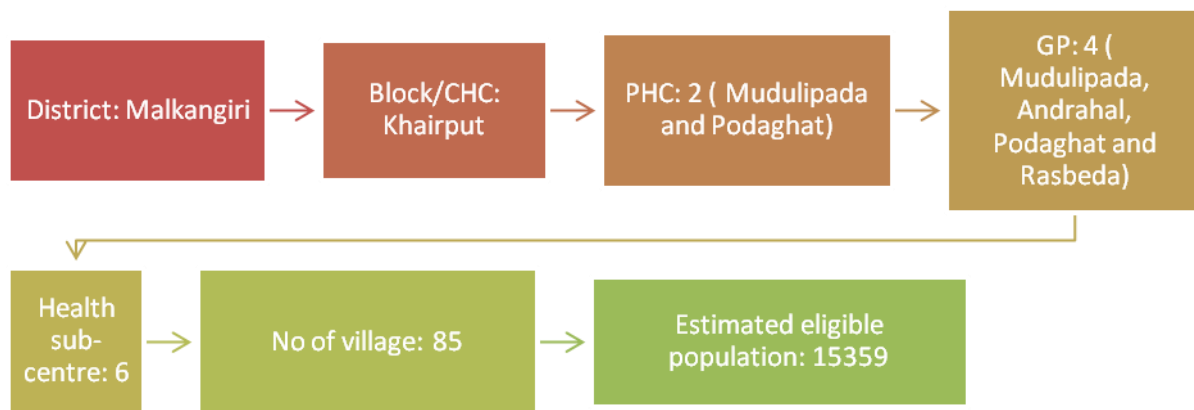 District: Malkangiri
Block/CHC:
Khairput
PHC: 2 ( Mudulipada
and Podaghat)
GP: 4 (
Mudulipada,
Andrahal,
Podaghat and
Rasbeda)
Health
sub-
centre: 6
No of village: 85
Estimated eligible
population: 15359